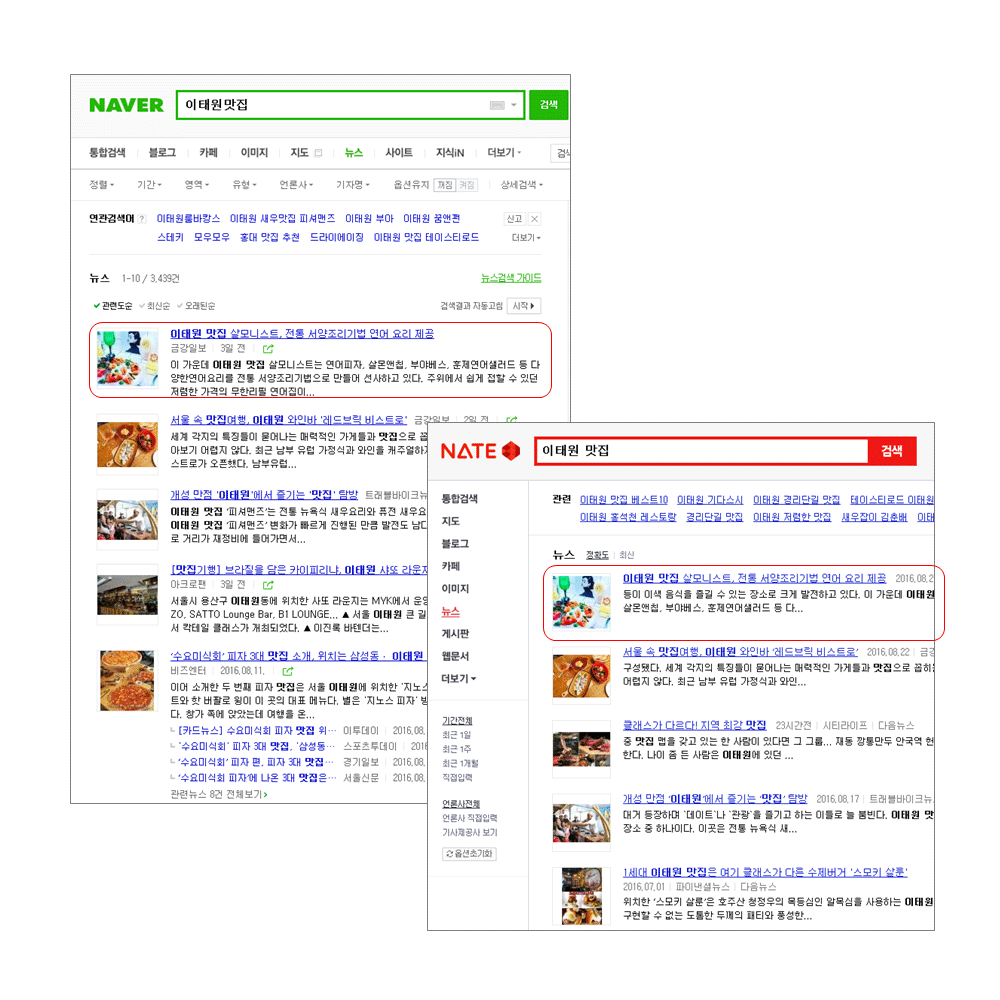 NAVER 이태원맛집 검색
통합검색 블로그 카페 이미지 지도 뉴스 사이트 지식iN 더보기
정렬 기간 영역 유형 언론사 기자명 옵션유지 꺼짐 켜짐 상세검색
연관검색어 ? 이태원룰바캉스 이태원 새우맛집 피셔맨즈 이태원 부아 이태원 꿈앤펀 신고
스테키 모우모우 홍대 맛집 추천 드라이에이징 이태원 맛집 테이스티로드 더보기
뉴스 1-10 / 3,439건 뉴스검색 가이드
관련도순 최신순 오래된순 검색결과 자동고침 시작
이태원 맛집 살모니스트, 전통 서양조리기법 연어 요리 제공
금강일보 3일 전
이 가운데 이태원 맛집 살모니스트는 연어피자, 살몬앤칩, 부야베스, 훈제연어샐러드 등 다
양한연어요리를 전통 서양조리기법으로 만들어 선사하고 있다. 주위에서 쉽게 접할 수 있던
저렴한 가격의 무한리필 연어집이...
서울 속 맛집여행, 이태원 와인바 '레드브릭 비스트로' 금강일보 2일 전
세계 각지의 특징들이 묻어나는 매력적인 가게들과 맛집으로 꼽
아보기 어렵지 않다. 최근 남부 유럽 가정식과 와인을 캐주얼하게
스트로가 오픈했다. 남부유럽...
개성 만점 '이태원'에서 즐기는 '맛집' 탐방 트래블바이크뉴스
이태원 맛집 '피셔맨즈'는 전통 뉴욕식 새우요리와 퓨전 새우요
이태원 맛집 '피셔맨즈' 변화가 빠르게 진행된 만큼 발전도 남다
로 거리가 재정비에 들어가면서...
[맛집기행] 브라질을 담은 카이피리냐, 이태원 샤또 라운지
아크로팬 3일 전
서울시 용산구 이태원동에 위치한 사또 라운지는 MYK에서 운영
ZO, SATTO Lounge Bar, B1 LOUNGE... ▲ 서울 이태원 큰 길
서 칵테일 클래스가 개최되었다. ▲ 이진록 바텐더는...
'수요미식회' 피자 3대 맛집 소개, 위치는 삼성동 · 이태원
비즈엔터 2016.08.11.
이어 소개한 두 번째 피자 맛집은 서울 이태원에 위치한 '지노스
트와 핫 버팔로 윙이 이 곳의 대표 메뉴다. 별은 '지노스 피자' 방
다. 창가 쪽에 앉았는데 여행을 온...
[카드뉴스] 수요미식회 피자 맛집 위… 이투데이 2016.08.
'수요미식회' 피자 3대 맛집, '삼성동… 스포츠투데이 2016
'수요미식회' 피자 편, 피자 3대 맛집… 경기일보 2016.08.
'수요미식회 피자'에 나온 3대 맛집은… 서울신문 2016.08.
관련뉴스 8건 전체보기
NATE 이태원 맛집 검색
통합검색
지도
블로그
카페
이미지
뉴스
게시판
웹문서
더보기
기간전체
최근 1일
최근 1주
최근 1개월
직접입력
언론사전체
언론사 직접입력
기사제공사 보기
옵션초기화
관련 이태원 맛집 베스트10 이태원 기다스시 이태원 경리단길 맛집 테이스티로드 이태원
이태원 홍석천 레스토랑 경리단길 맛집 이태원 저렴한 맛집 새우잡이 김춘배 이태
뉴스 정확도 최신
이태원 맛집 살모니스트, 전통 서양조리기법 연어 요리 제공 2016.08.2
등이 이색 음식을 즐길 수 있는 장소로 크게 발전하고 있다. 이 가운데 이태원
살몬앤칩, 부야베스, 훈제연어샐러드 등 다...
서울 속 맛집여행, 이태원 와인바 '레드브릭 비스트로' 2016.08.22 금강
구성됐다. 세계 각지의 특징들이 묻어나는 매력적인 가게들과 맛집으로 꼽히는
어렵지 않다. 최근 남부 유럽 가정식과 와인...
클래스가 다르다! 지역 최강 맛집 23시간전 시티라이프 다음뉴스
중 맛집 맵을 갖고 있는 한 사람이 있다면 그 그룹... 재동 깡통만두 안국역 헌
한다. 나이 좀 든 사람은 이태원에 있던 ...
개성 만점 '이태원'에서 즐기는 '맛집' 탐방 2016.08.17 트래블바이크뉴.
대거 등장하며 '데이트'나 '관광'을 즐기고 하는 이들로 늘 붐빈다. 이태원 맛
장소 중 하나이다. 이곳은 전통 뉴욕식 새...
1세대 이태원 맛집은 여기 클래스가 다른 수제버거 '스모키 살룬'
2016.07.01 파이낸셜뉴스 다음뉴스
위치한 '스모키 살룬'은 호주산 청정우의 목등심인 알목심을 사용하는 이태원
구현할 수 없는 도톰한 두께의 패티와 풍성한...